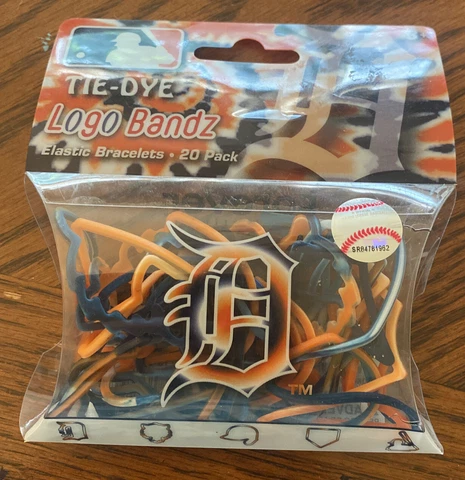 TIE-DYE
Logo Bandz
Elastic Bracelets • 20 Pack
SR84781952
D
TM